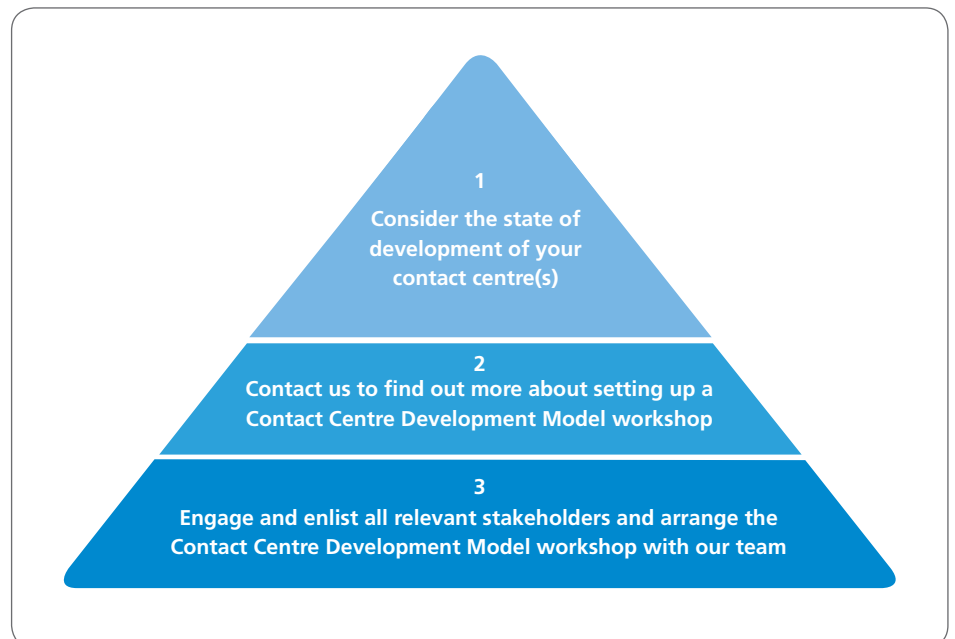 1
Consider the state of
development of your
contact centre(s)
2
Contact us to find out more about setting up a
Contact Centre Development Model workshop
3
Engage and enlist all relevant stakeholders and arrange the
Contact Centre Development Model workshop with our team